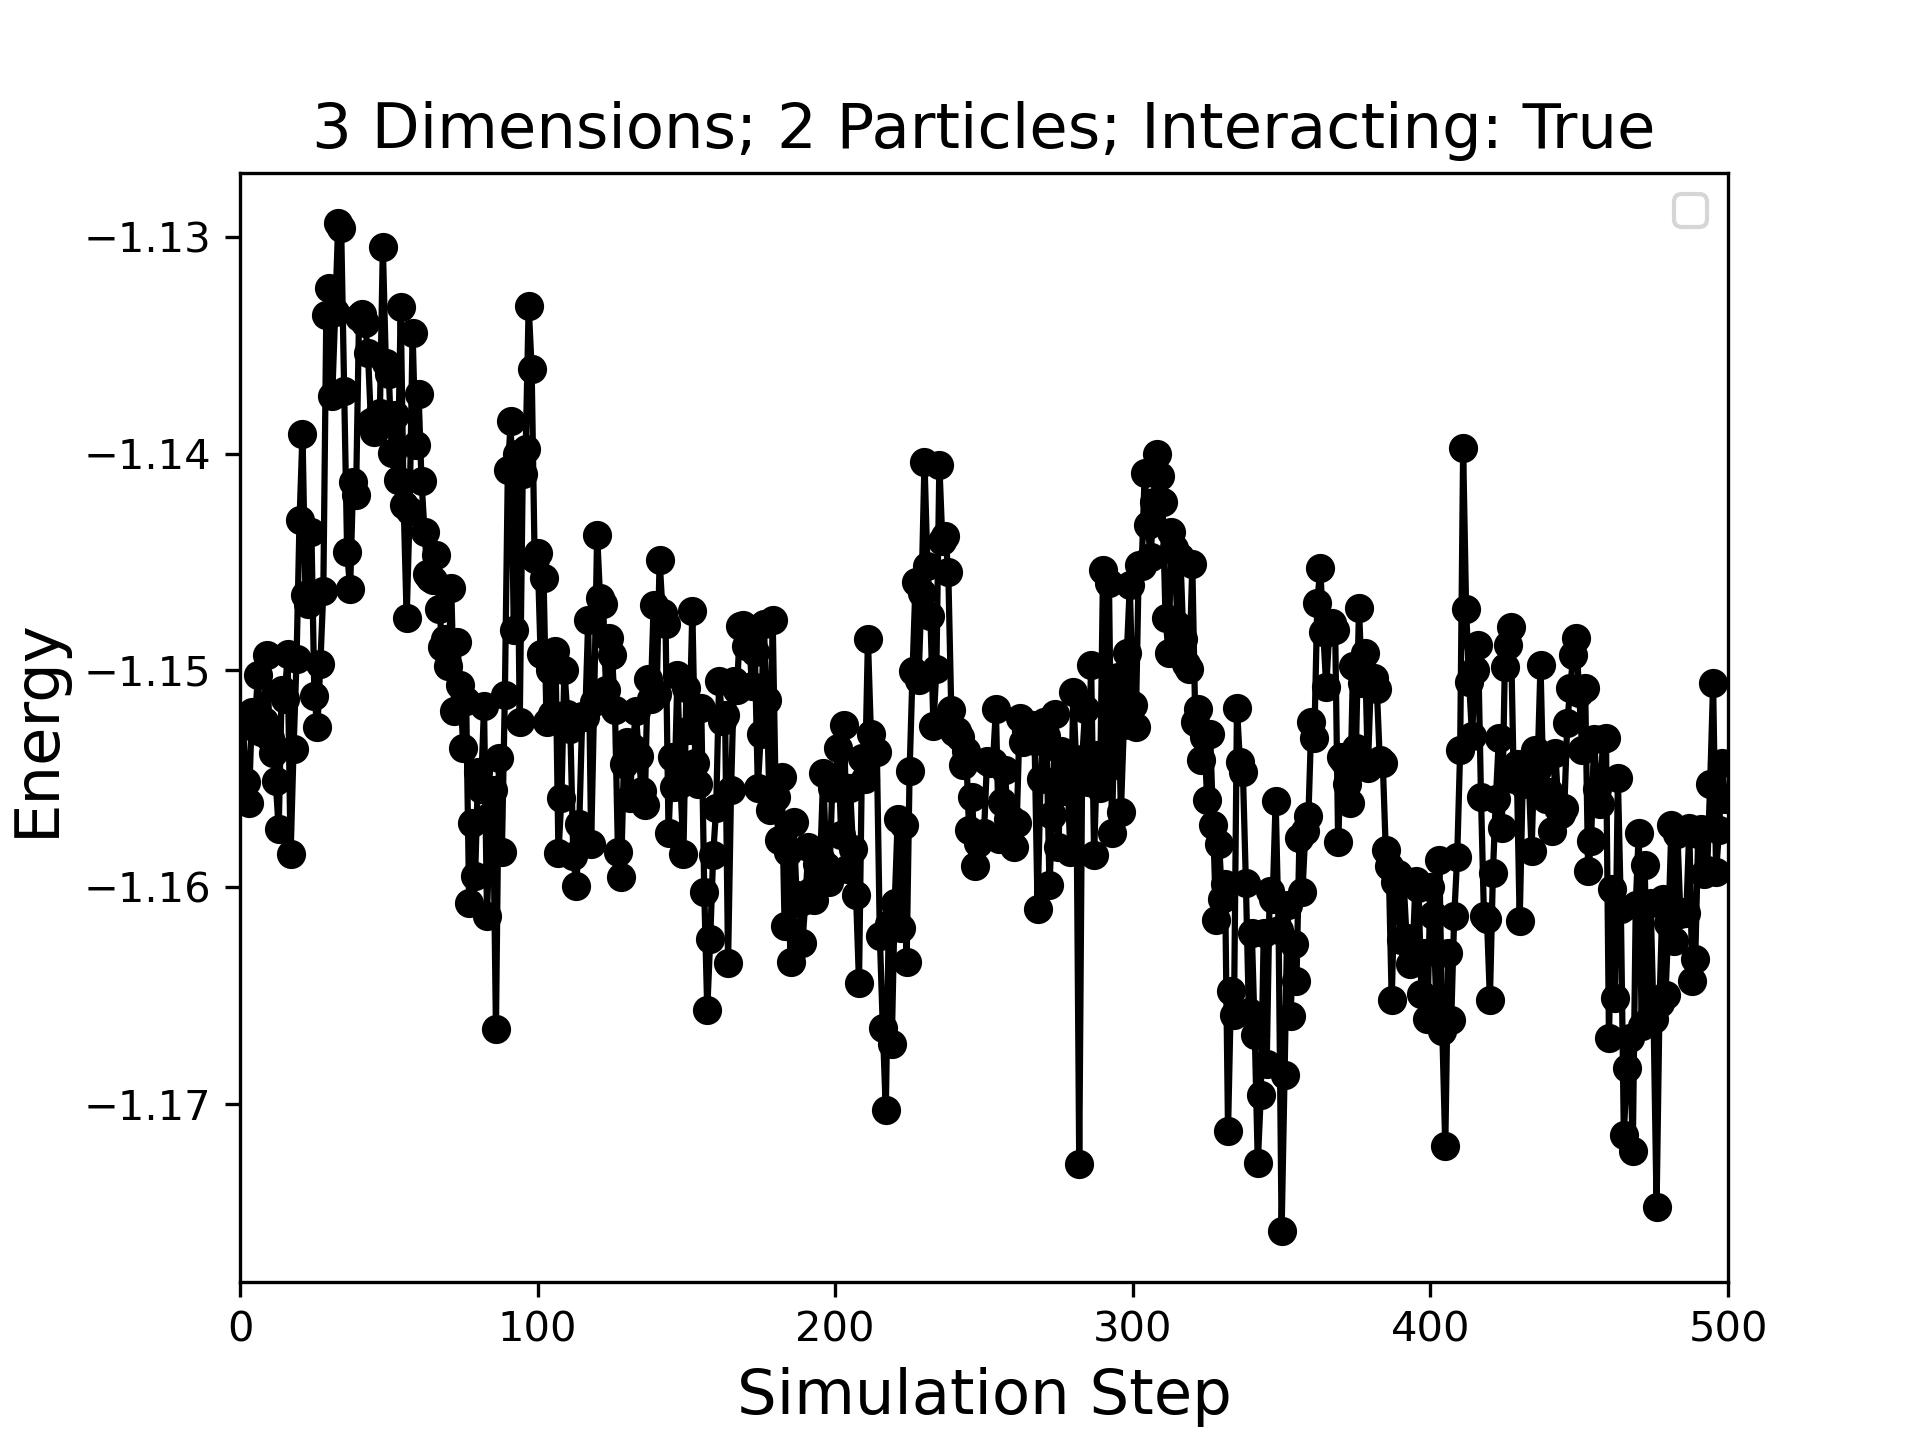 3 Dimensions; 2 Particles; Interacting: True
Energy
−1.13
−1.14
−1.15
−1.16
−1.17
0 100 200 300 400 500
Simulation Step